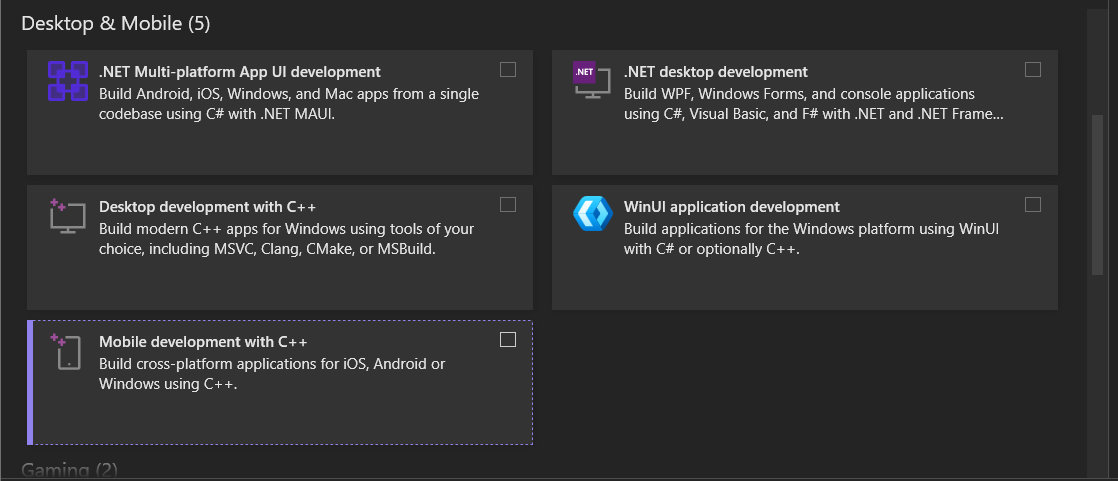 Desktop & Mobile (5)
.NET Multi-platform App UI development
Build Android, iOS, Windows, and Mac apps from a single
codebase using C# with .NET MAUI.
.NET
.NET desktop development
Build WPF, Windows Forms, and console applications
using C#, Visual Basic, and F# with .NET and .NET Frame...
Desktop development with C++
Build modern C++ apps for Windows using tools of your
choice, including MSVC, Clang, CMake, or MSBuild.
WinUI application development
Build applications for the Windows platform using WinUI
with C# or optionally C++.
Mobile development with C++
Build cross-platform applications for iOS, Android or
Windows using C++.
Gaming (2)